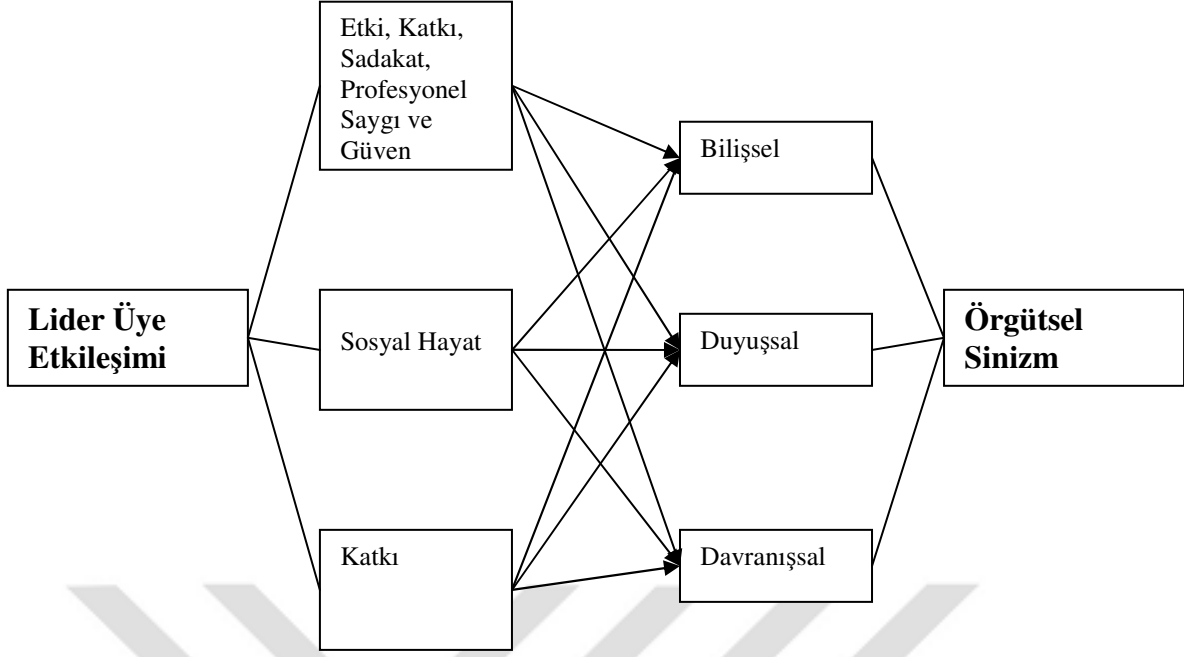 Etki, Katkı,
Sadakat,
Profesyonel
Saygı ve
Güven
Bilişsel
Lider Üye
Etkileşimi
Sosyal Hayat
Duyuşsal
Örgütsel
Sinizm
Katkı
Davranışsal